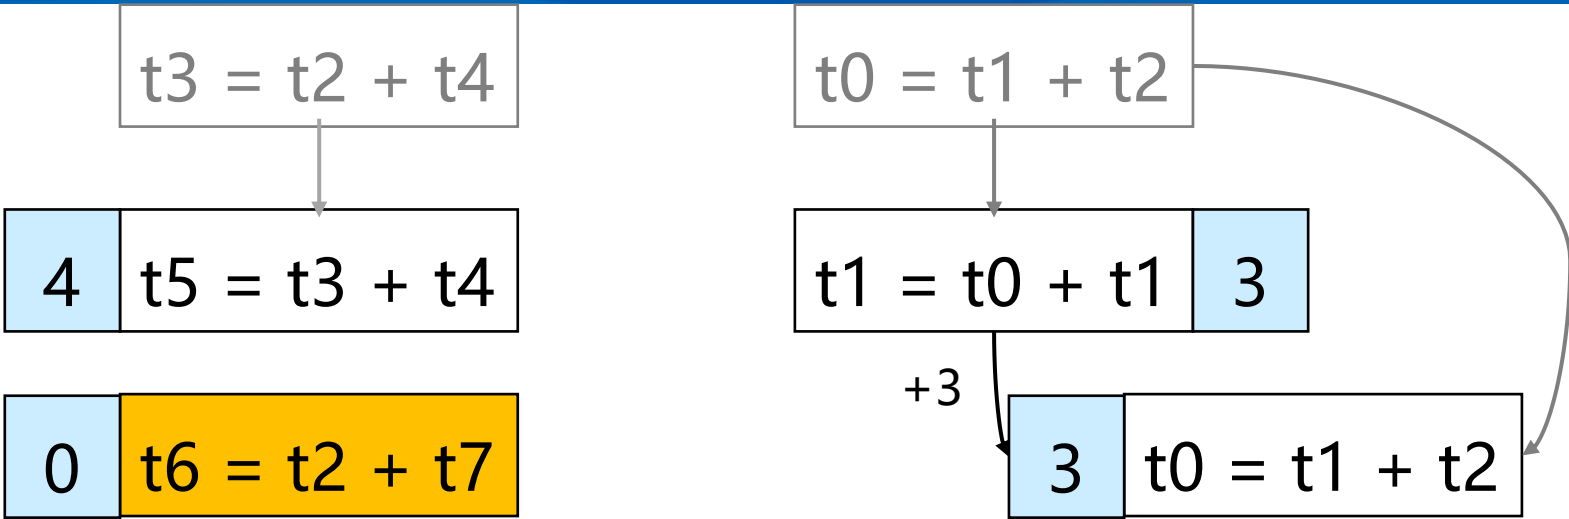 t3 = t2 + t4
t0 = t1 + t2
4 t5 = t3 + t4
t1 = t0 + t1 3
+3
0 t6 = t2 + t7
3 t0 = t1 + t2